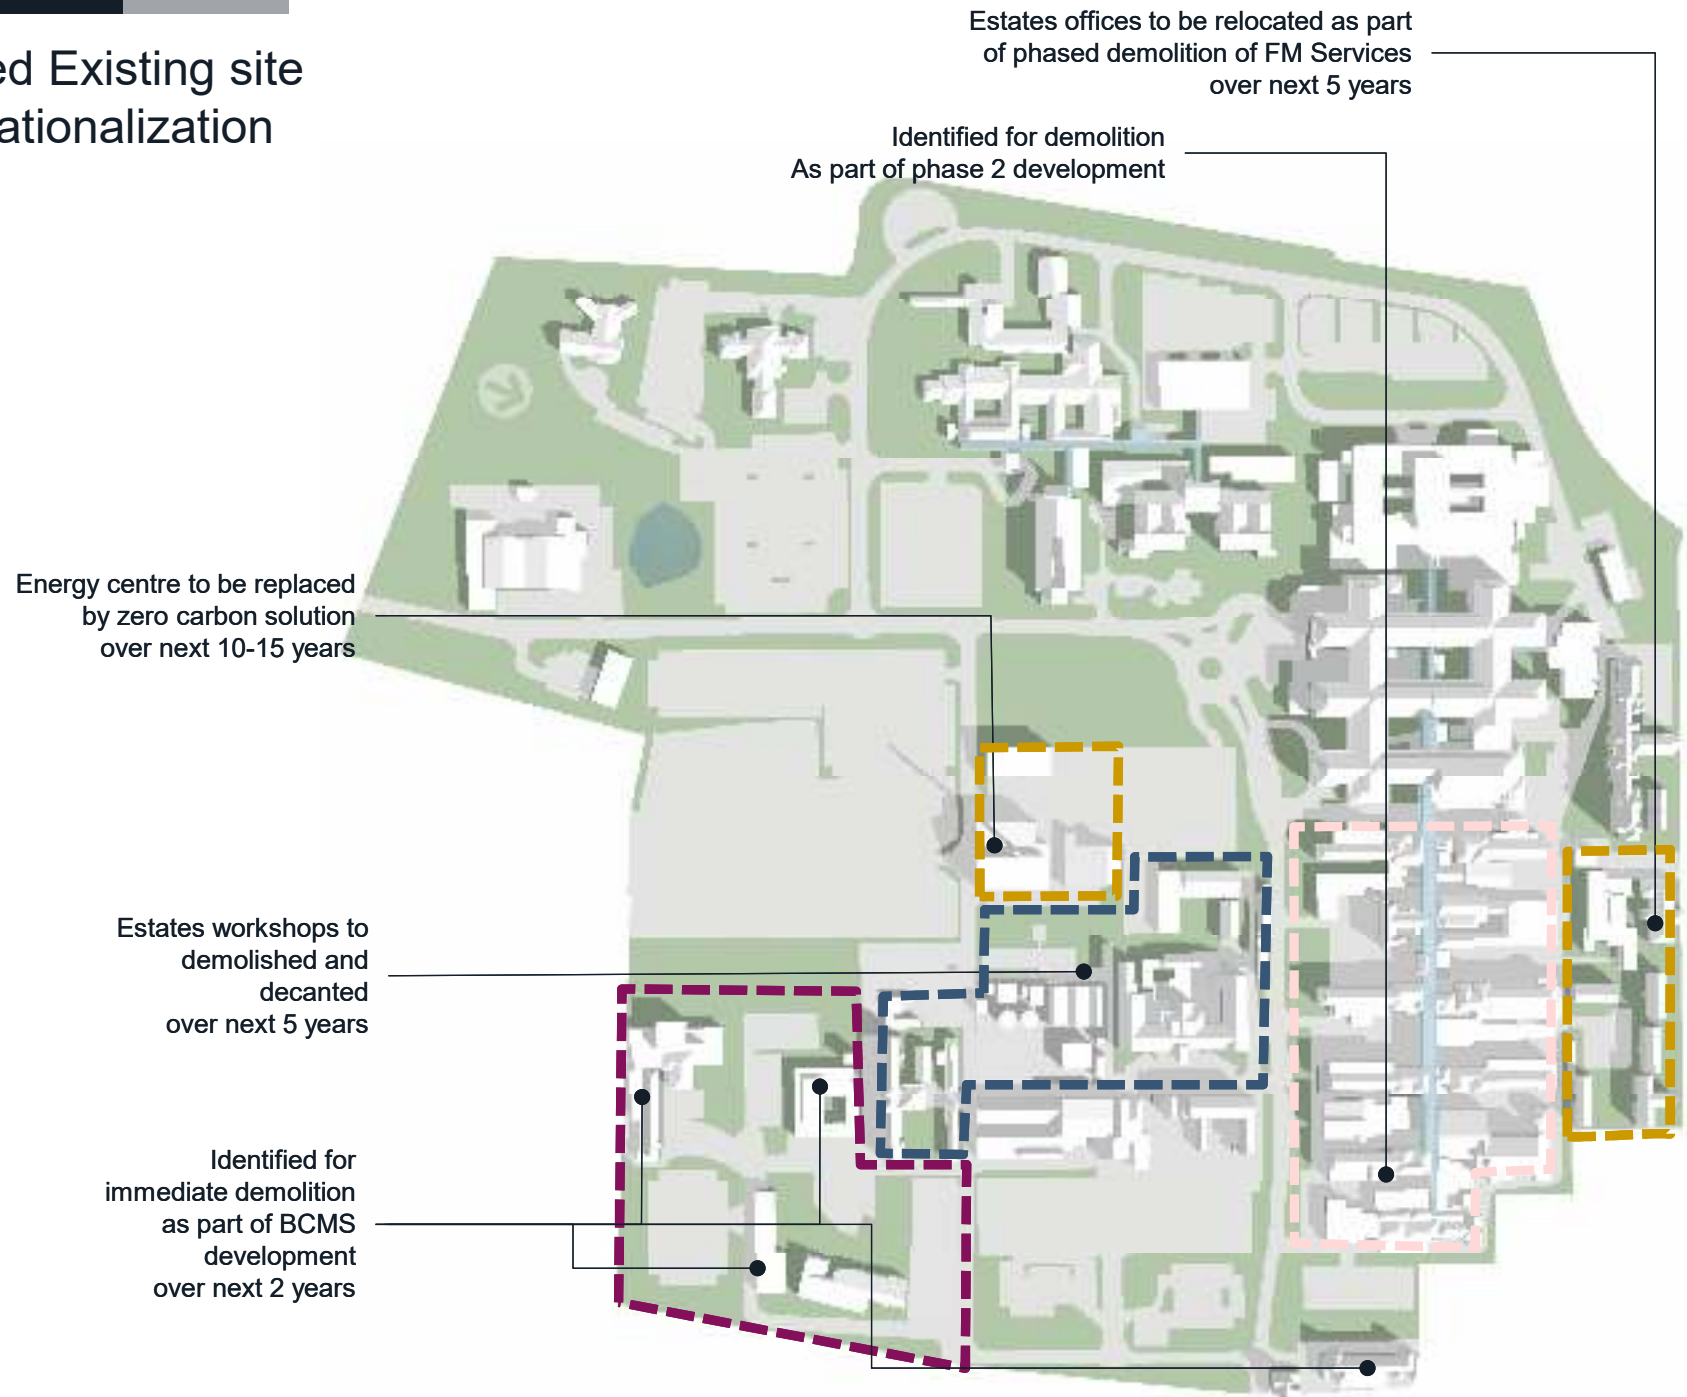 ed Existing site
ationalization
Estates offices to be relocated as part
of phased demolition of FM Services
over next 5 years
Identified for demolition
As part of phase 2 development
Energy centre to be replaced
by zero carbon solution
over next 10-15 years
Estates workshops to
demolished and
decanted
over next 5 years
Identified for
immediate demolition
as part of BCMS
development
over next 2 years